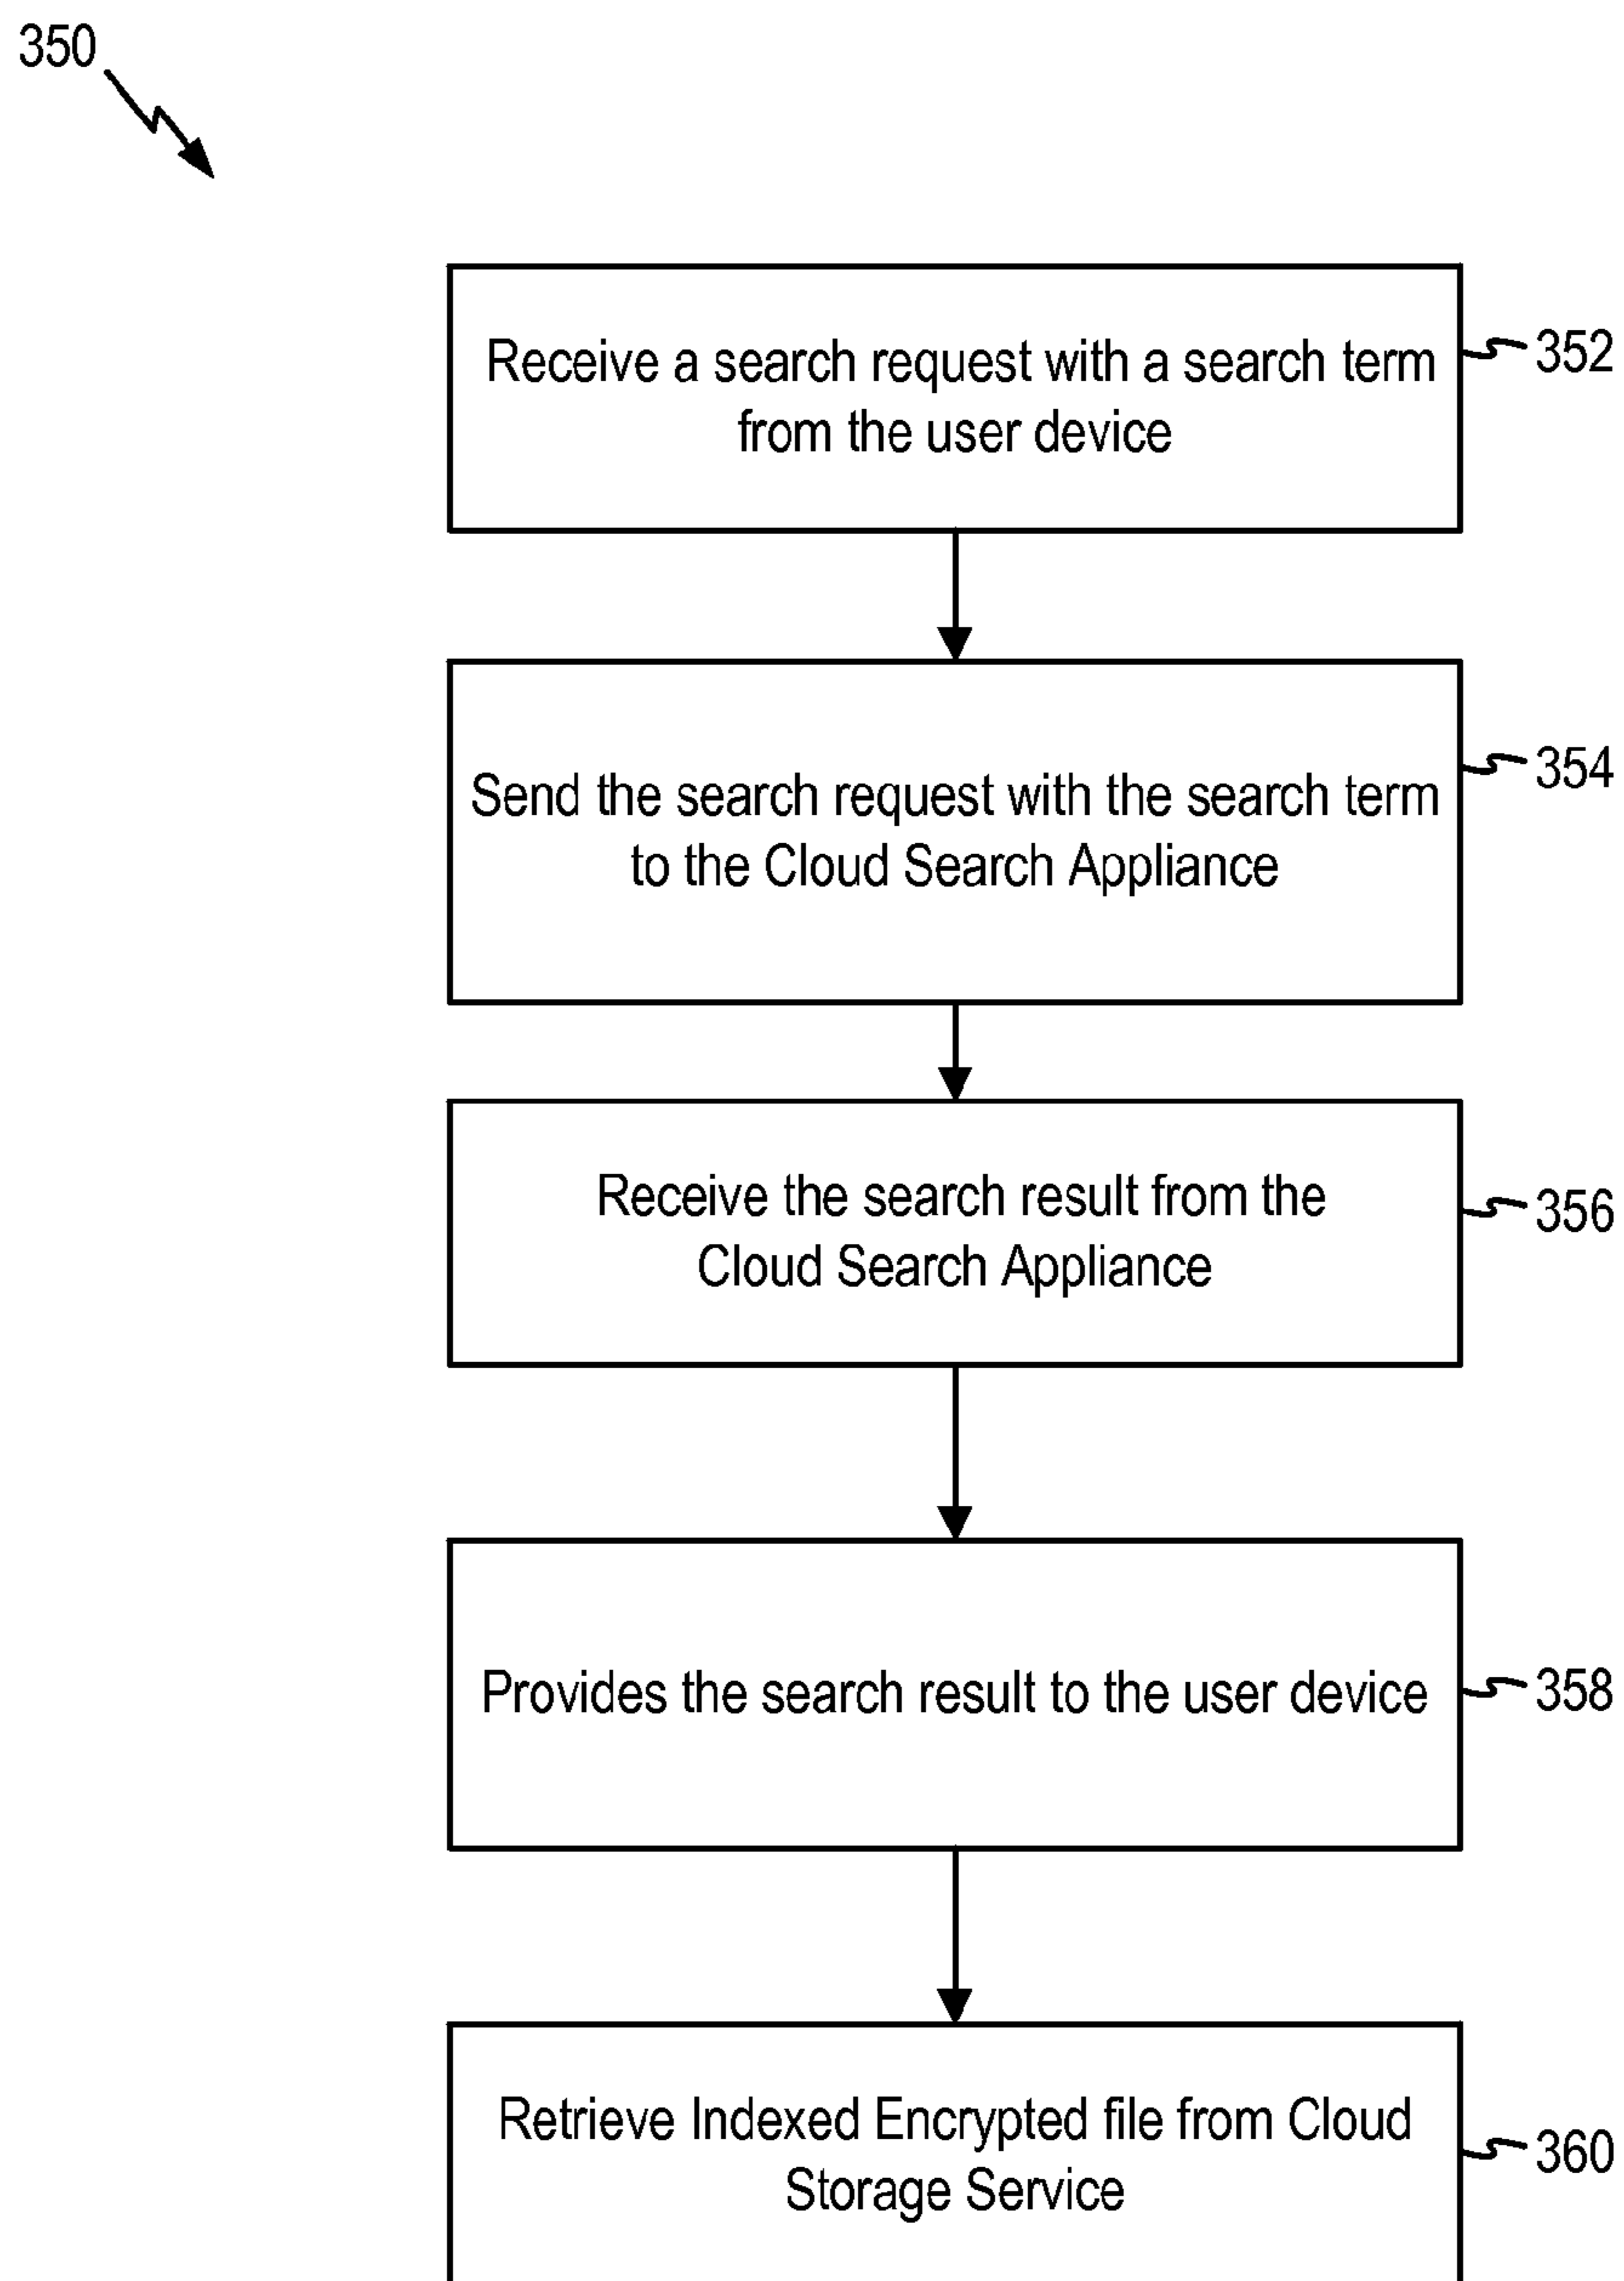 350
Receive a search request with a search term
from the user device
352
Send the search request with the search term
to the Cloud Search Appliance
354
Receive the search result from the
Cloud Search Appliance
356
Provides the search result to the user device
358
Retrieve Indexed Encrypted file from Cloud
Storage Service
360